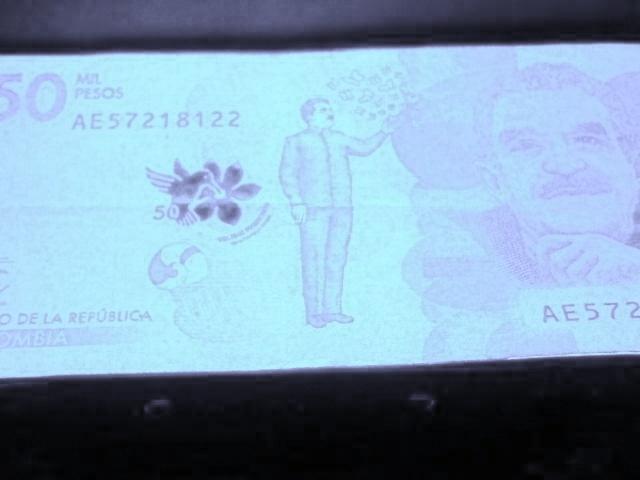 50 MIL
PESOS
AE57218122
50
O DE LA REPÚBLICA
OMBIA
AE572